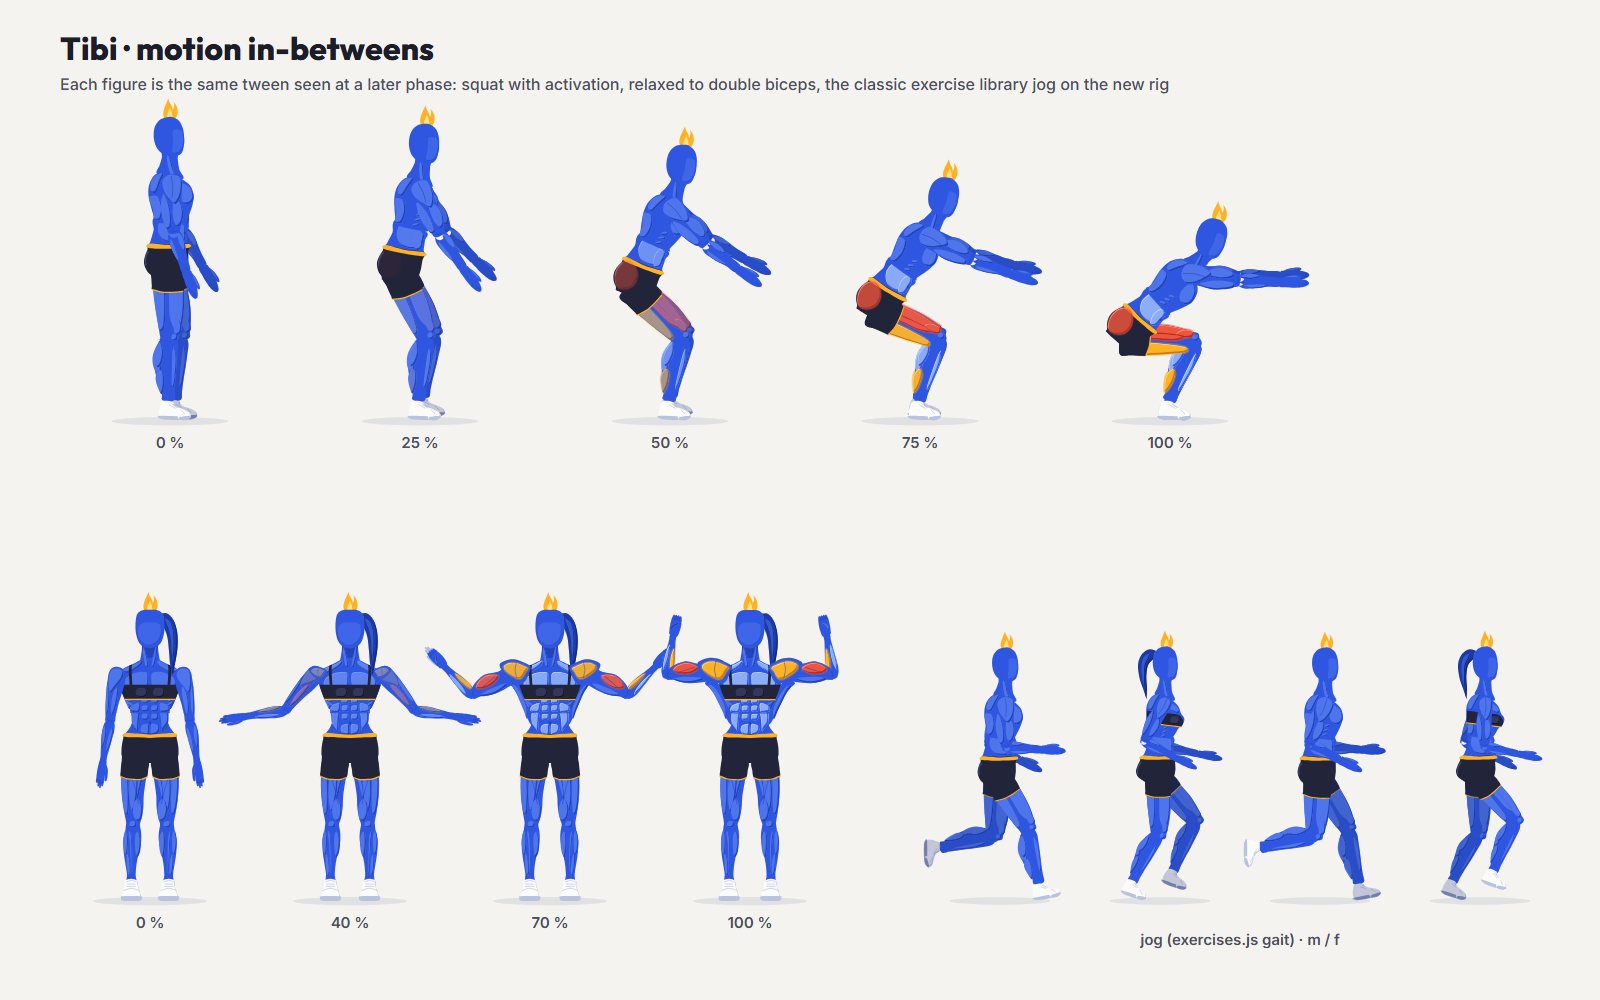 Tibi · motion in-betweens
Each figure is the same tween seen at a later phase: squat with activation, relaxed to double biceps, the classic exercise library jog on the new rig
0 % 25 % 50 % 75 % 100 %
0 % 40 % 70 % 100 %
jog (exercises.js gait) · m / f